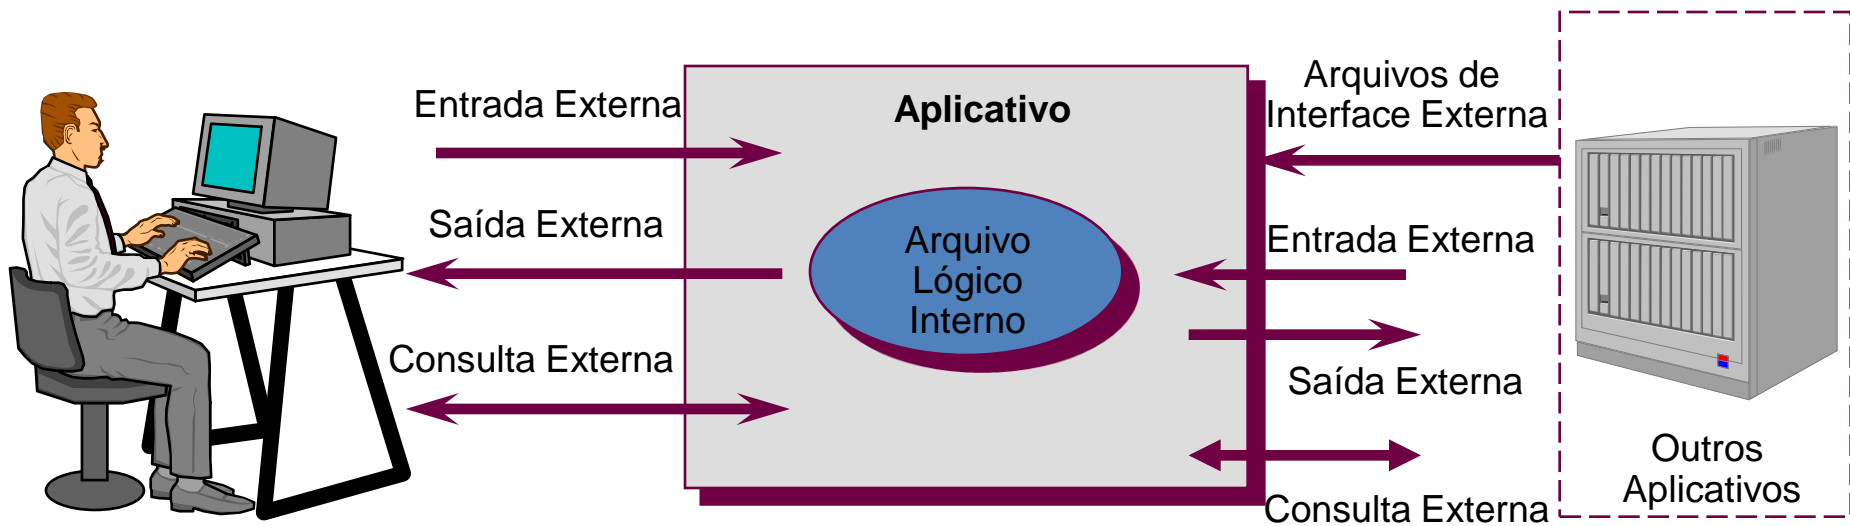 Entrada Externa
Saída Externa
Consulta Externa
Aplicativo
Arquivo
Lógico
Interno
Arquivos de
Interface Externa
Entrada Externa
Saída Externa
Consulta Externa
Outros
Aplicativos